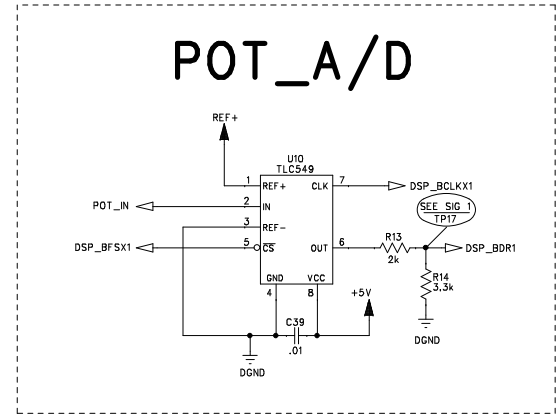 POT_A/D
REF+
U10
TLC549
1 REF+ CLK 7 DSP_BCLKX1
POT_IN 2 IN
3 REF-
SEE SIG 1
TP17
DSP_BFSX1 5 CS OUT 6 R13 DSP_BDR1
2k
R14
3.3k
GND VCC
4 8 +5V
C39
.01
DGND
DGND